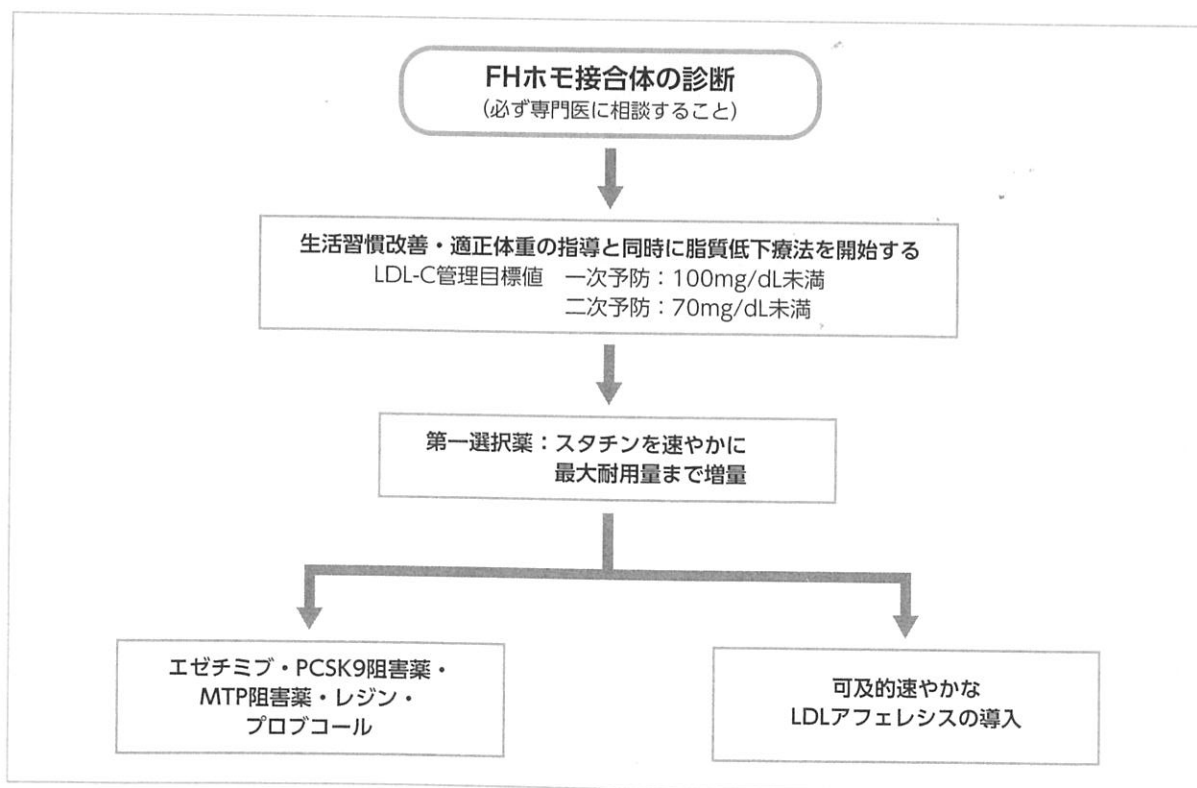 FHホモ接合体の診断
(必ず専門医に相談すること)
生活習慣改善・適正体重の指導と同時に脂質低下療法を開始する
LDL-C管理目標値　一次予防：100mg/dL未満
二次予防：70mg/dL未満
第一選択薬：スタチンを速やかに
最大耐用量まで増量
エゼチミブ・PCSK9阻害薬・
MTP阻害薬・レジン・
プロブコール
可及的速やかな
LDLアフェレシスの導入